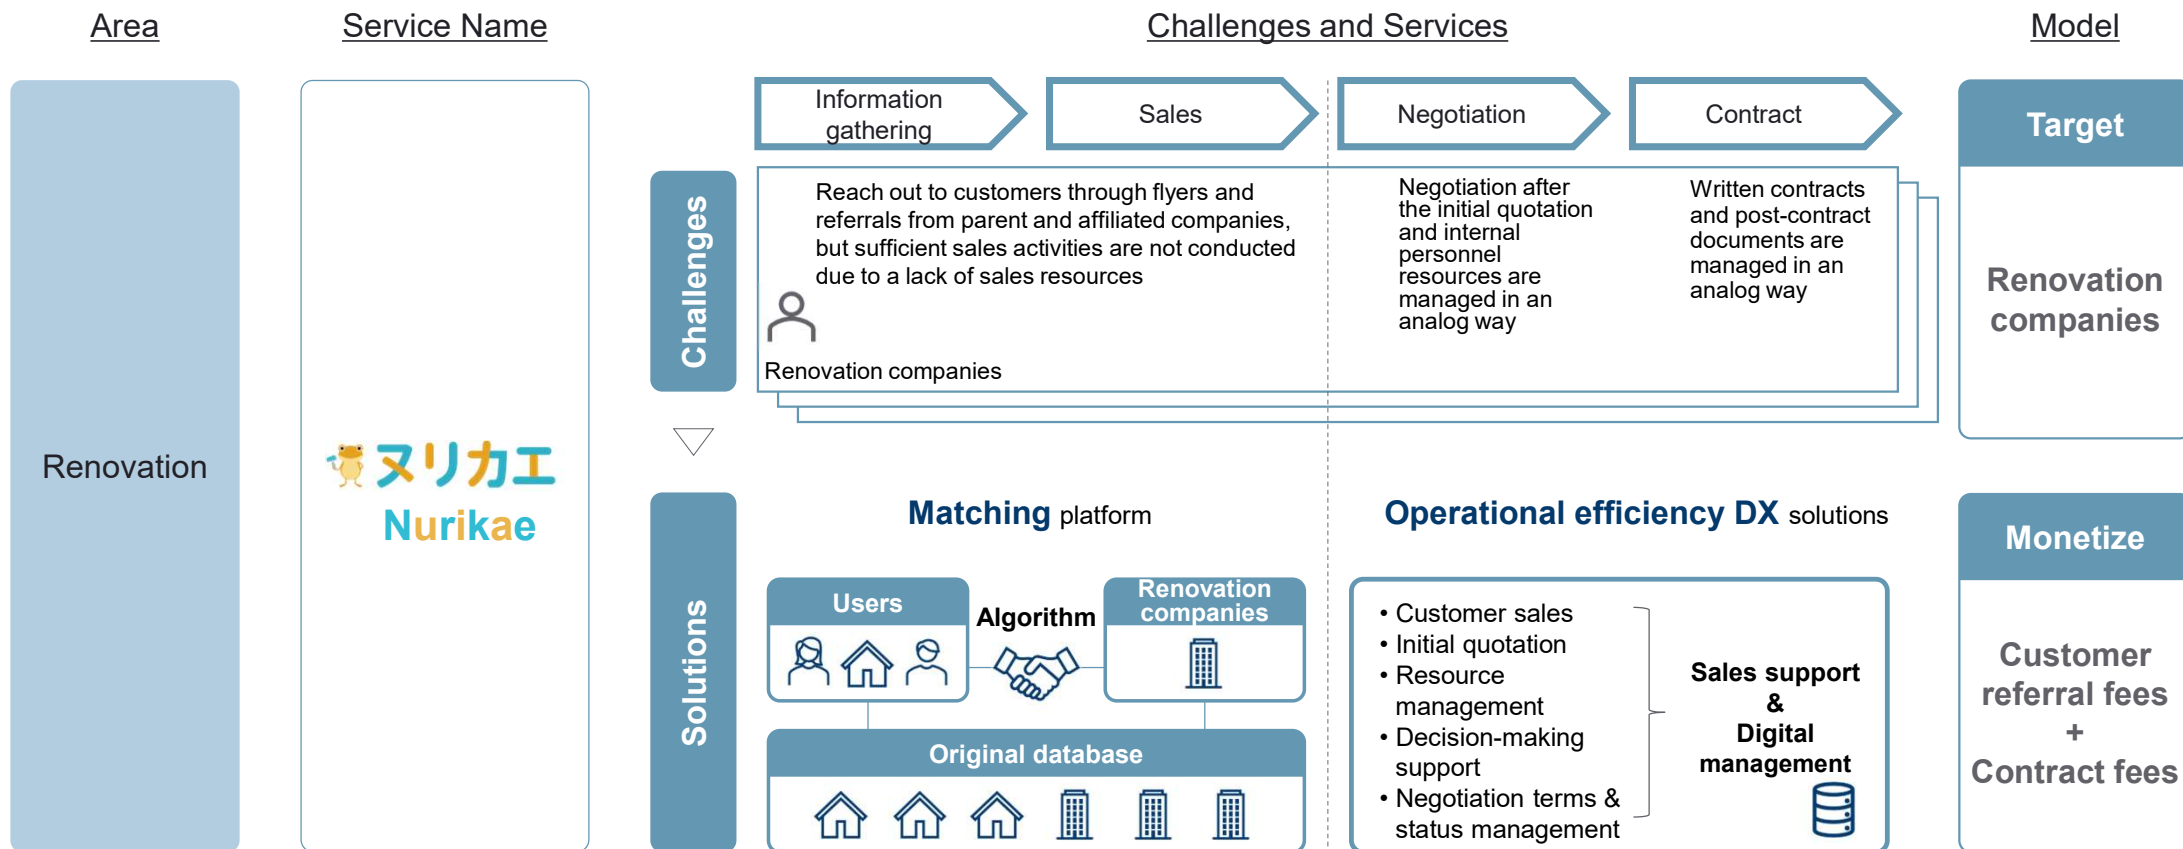 Area
Service Name
Challenges and Services
Model
Renovation
ヌリカエ
Nurikae
Information
gathering
Sales
Negotiation
Contract
Challenges
Reach out to customers through flyers and
referrals from parent and affiliated companies,
but sufficient sales activities are not conducted
due to a lack of sales resources
Renovation companies
Negotiation after
the initial quotation
and internal
personnel
resources are
managed in an
analog way
Written contracts
and post-contract
documents are
managed in an
analog way
Target
Renovation
companies
Solutions
Matching platform
Users
Algorithm
Renovation
companies
Original database
Operational efficiency DX solutions
• Customer sales
• Initial quotation
• Resource
management
• Decision-making
support
• Negotiation terms &
status management
Sales support
&
Digital
management
Monetize
Customer
referral fees
+
Contract fees